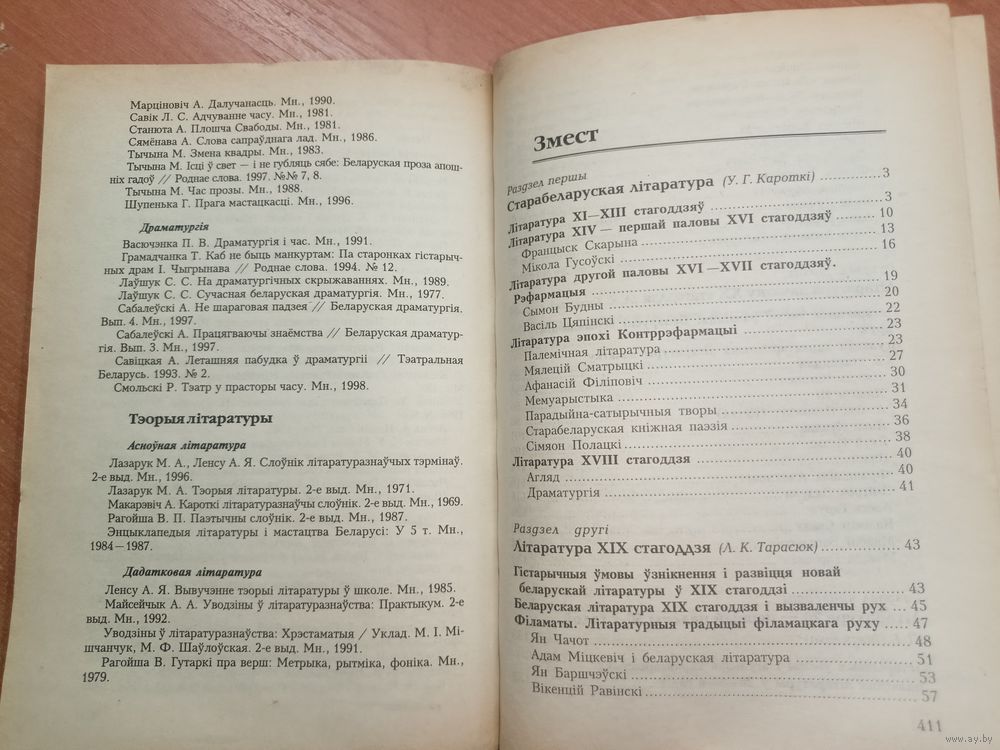 Марціновіч А. Далучанасць. Мн., 1990.
Савік Л. С. Адчуванне часу. Мн., 1981.
Станюта А. Плошча Свабоды. Мн., 1981.
Сямёнава А. Слова сапраўднага лад. Мн., 1986.
Тычына М. Змена квадры. Мн., 1983.
Тычына М. Ісці ў свет — і не губляць сябе: Беларуская проза апош-
ніх гадоў // Роднае слова. 1997. №№ 7, 8.
Тычына М. Час прозы. Мн., 1988.
Шупенька Г. Прага мастацкасці. Мн., 1996.
Драматургія
Васючэнка П. В. Драматургія і час. Мн., 1991.
Грамадчанка Т. Каб не быць манкуртам: Па старонках гістарыч-
ных драм І. Чыгрынава // Роднае слова. 1994. № 12.
Лаўшук С. С. На драматургічных скрыжаваннях. Мн., 1989.
Лаўшук С. С. Сучасная беларуская драматургія. Мн., 1977.
Сабалеўскі А. Не шараговая падзея // Беларуская драматургія.
Вып. 4. Мн., 1997.
Сабалеўскі А. Працягваючы знаёмства // Беларуская драматур-
гія. Вып. 3. Мн., 1997.
Савіцкая А. Леташняя пабудка ў драматургіі // Тэатральная
Беларусь. 1993. № 2.
Смольскі Р. Тэатр у прасторы часу. Мн., 1998.
Тэорыя літаратуры
Асноўная літаратура
Лазарук М. А., Ленсу А. Я. Слоўнік літаратуразнаўчых тэрмінаў.
2-е выд. Мн., 1996.
Лазарук М. А. Тэорыя літаратуры. 2-е выд. Мн., 1971.
Макарэвіч А. Кароткі літаратуразнаўчы слоўнік. 2-е выд. Мн., 1969.
Рагойша В. П. Паэтычны слоўнік. 2-е выд. Мн., 1987.
Энцыклапедыя літаратуры і мастацтва Беларусі: У 5 т. Мн.,
1984—1987.
Дадатковая літаратура
Ленсу А. Я. Вывучэнне тэорыі літаратуры ў школе. Мн., 1985.
Майсейчык А. А. Уводзіны ў літаратуразнаўства: Практыкум. 2-е
выд. Мн., 1992.
Уводзіны ў літаратуразнаўства: Хрэстаматыя / Уклад. М. І. Мі-
шчанчук, М. Ф. Шаўлоўская. 2-е выд. Мн., 1991.
Рагойша В. Гутаркі пра верш: Метрыка, рытміка, фоніка. Мн.,
1979.
Змест
Раздзел першы
Старабеларуская літаратура (У. Г. Кароткі) 3
Літаратура XI—XIII стагоддзяў 3
Літаратура XIV — першай паловы XVI стагоддзяў 10
Францыск Скарына 13
Мікола Гусоўскі 16
Літаратура другой паловы XVI—XVII стагоддзяў.
Рэфармацыя 19
Сымон Будны 20
Васіль Цяпінскі 22
Літаратура эпохі Контррэфармацыі 23
Палемічная літаратура 23
Мялецій Сматрыцкі 27
Афанасій Філіповіч 30
Мемуарыстыка 31
Парадыйна-сатырычныя творы 34
Старабеларуская кніжная паэзія 36
Сімяон Полацкі 38
Літаратура XVIII стагоддзя 40
Агляд 40
Драматургія 41
Раздзел другі
Літаратура XIX стагоддзя (Л. К. Тарасюк) 43
Гістарычныя ўмовы ўзнікнення і развіцця новай
беларускай літаратуры ў XIX стагоддзі 43
Беларуская літаратура XIX стагоддзя і вызваленчы рух ... 45
Філаматы. Літаратурныя традыцыі філамацкага руху 47
Ян Чачот 48
Адам Міцкевіч і беларуская літаратура 51
Ян Баршчэўскі 53
Вікенцій Равінскі 57
411
www.ay.by